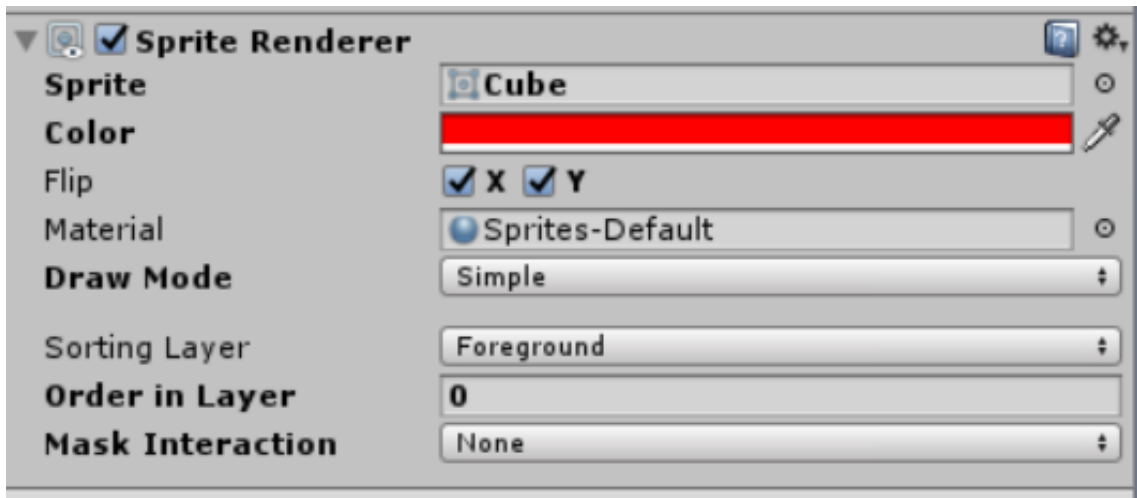 Sprite Renderer
Sprite Cube
Color
Flip X Y
Material Sprites-Default
Draw Mode Simple
Sorting Layer Foreground
Order in Layer 0
Mask Interaction None